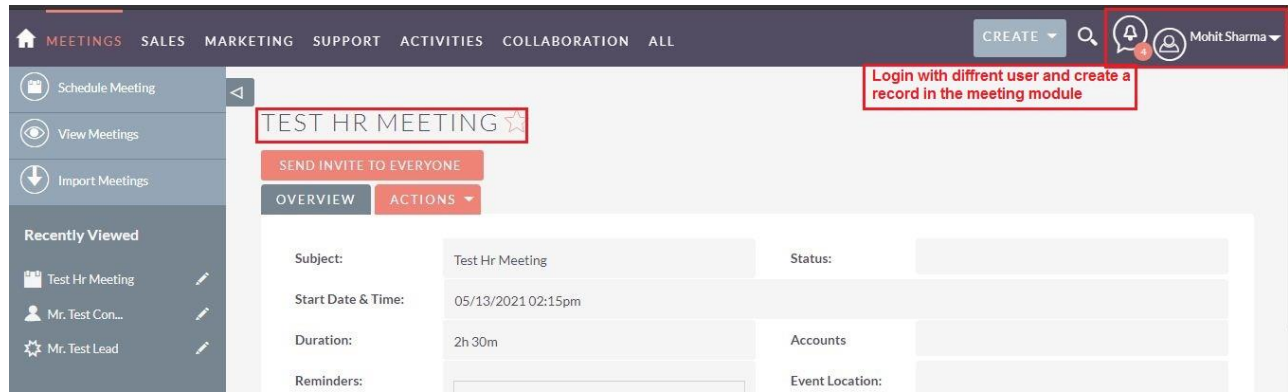 MEETINGS SALES MARKETING SUPPORT ACTIVITIES COLLABORATION ALL
CREATE
4
Mohit Sharma
Schedule Meeting
View Meetings
Import Meetings
Recently Viewed
Test Hr Meeting
Mr. Test Con...
Mr. Test Lead
Login with diffrent user and create a
record in the meeting module
TEST HR MEETING
SEND INVITE TO EVERYONE
OVERVIEW ACTIONS
Subject: Test Hr Meeting Status:
Start Date & Time: 05/13/2021 02:15pm
Duration: 2h 30m Accounts
Reminders: Event Location: